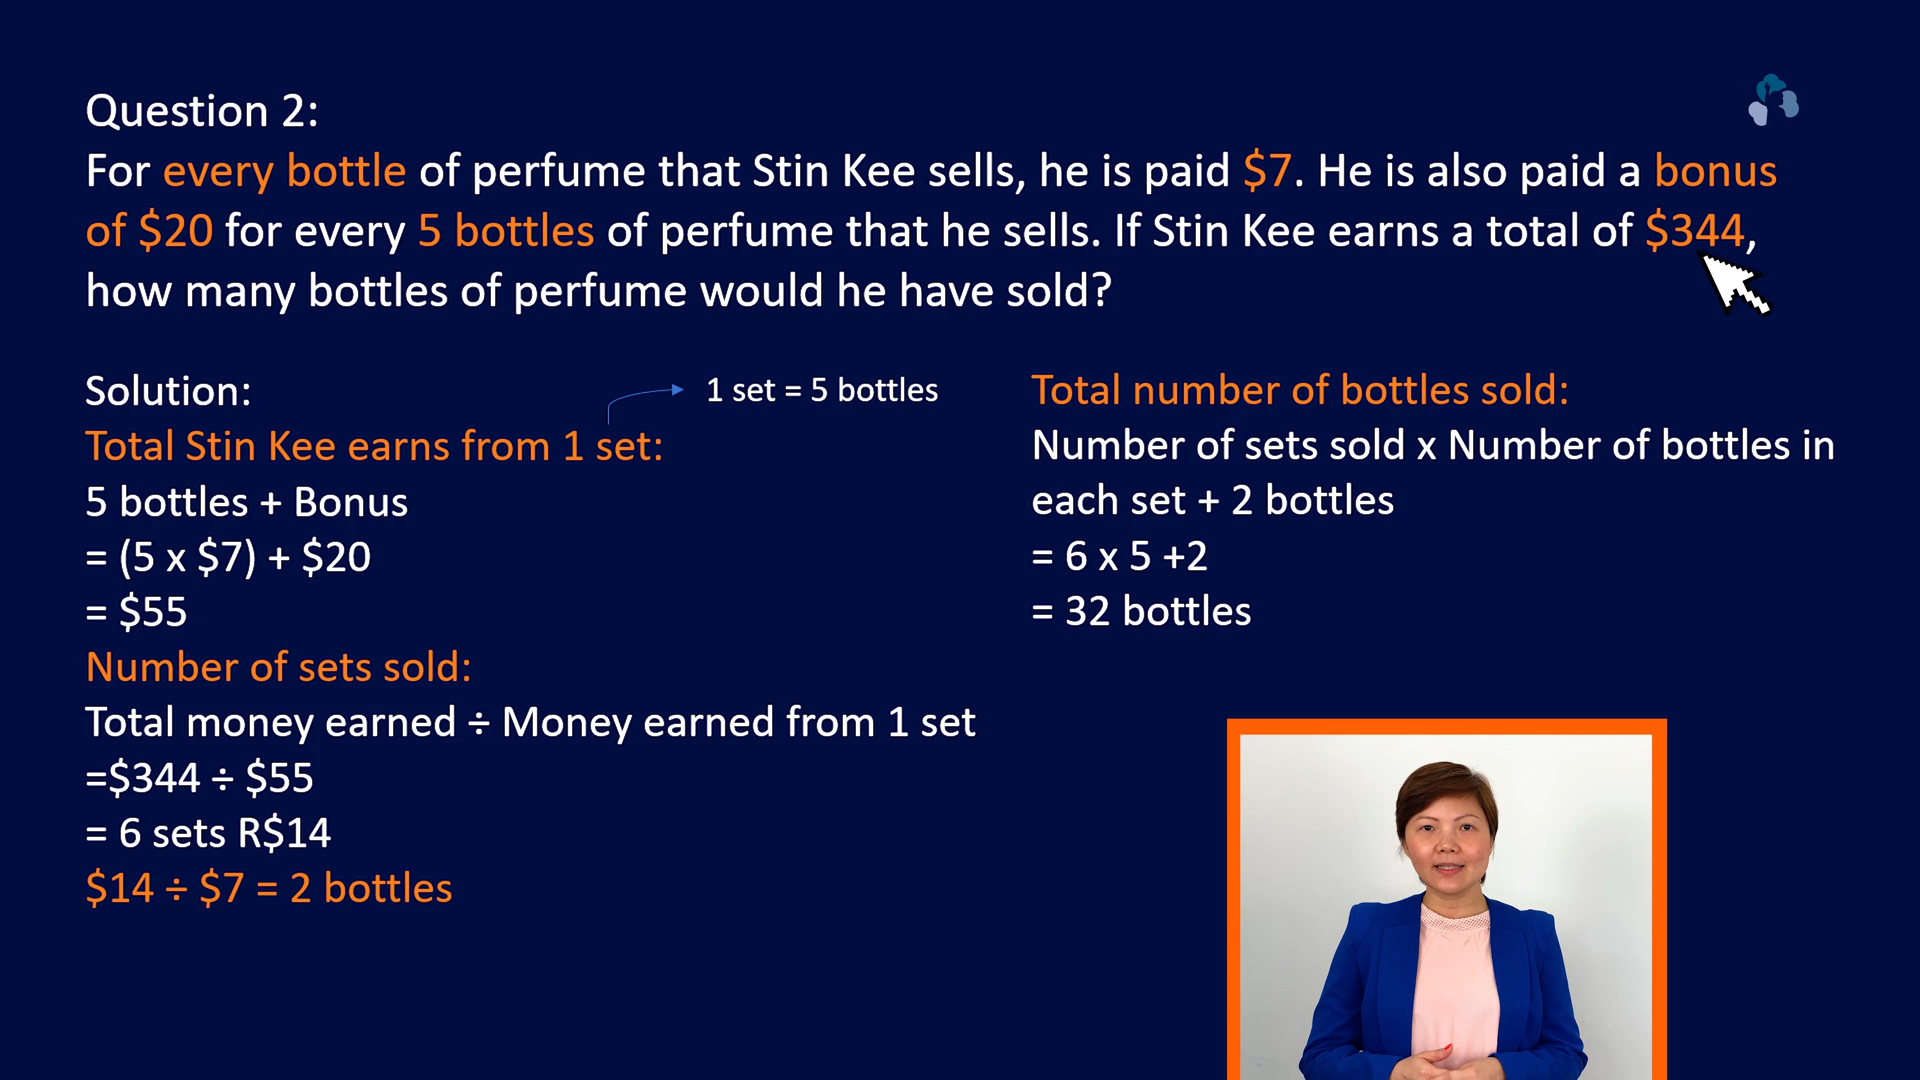 Question 2:
For every bottle of perfume that Stin Kee sells, he is paid $7. He is also paid a bonus
of $20 for every 5 bottles of perfume that he sells. If Stin Kee earns a total of $344,
how many bottles of perfume would he have sold?
Solution:
1 set = 5 bottles
Total Stin Kee earns from 1 set:
5 bottles + Bonus
= (5 x $7) + $20
= $55
Number of sets sold:
Total money earned ÷ Money earned from 1 set
=$344 ÷ $55
= 6 sets R$14
$14 ÷ $7 = 2 bottles
Total number of bottles sold:
Number of sets sold x Number of bottles in
each set + 2 bottles
= 6 x 5 +2
= 32 bottles